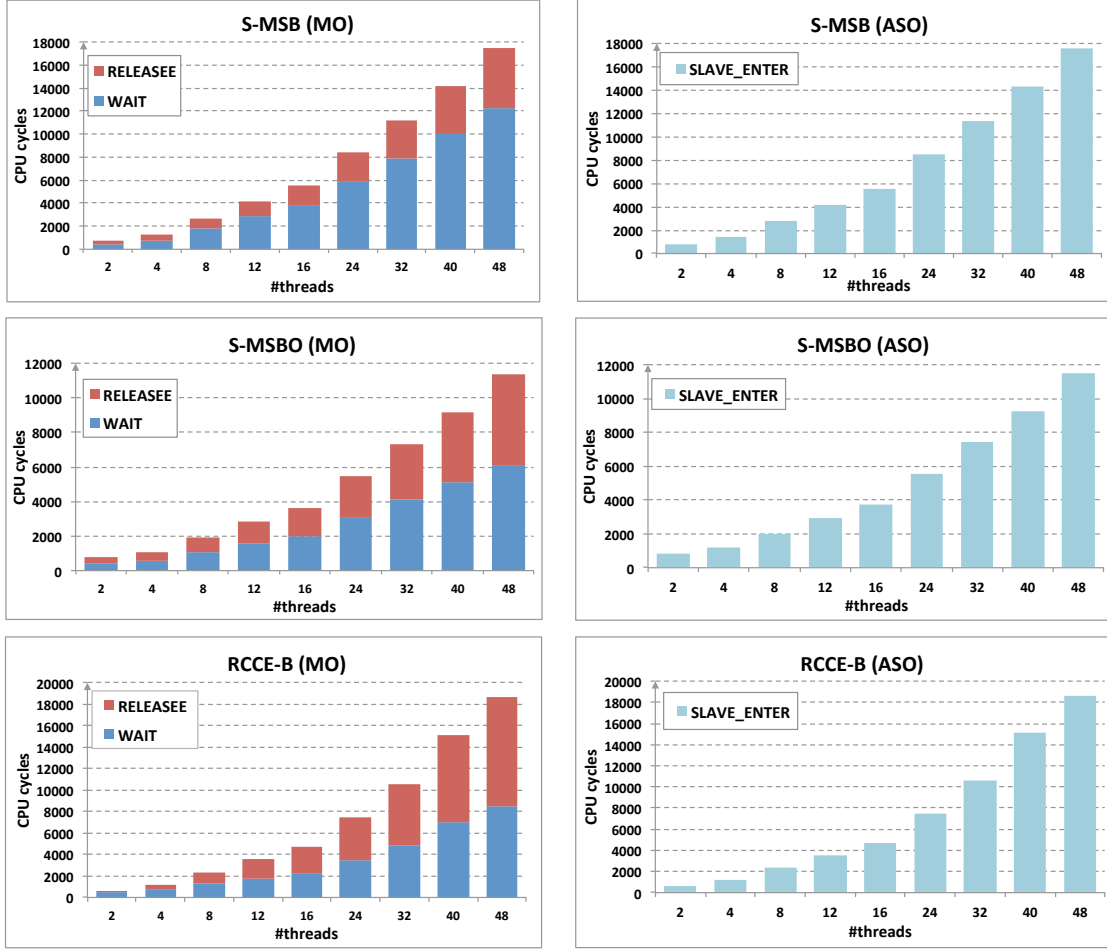 S-MSB (MO)
18000
16000
14000
12000
10000
8000
6000
4000
2000
0
CPU cycles
RELEASEE
WAIT
2 4 8 12 16 24 32 40 48
#threads
S-MSB (ASO)
18000
16000
14000
12000
10000
8000
6000
4000
2000
0
CPU cycles
SLAVE_ENTER
2 4 8 12 16 24 32 40 48
#threads
S-MSBO (MO)
12000
10000
8000
6000
4000
2000
0
CPU cycles
RELEASEE
WAIT
2 4 8 12 16 24 32 40 48
#threads
S-MSBO (ASO)
12000
10000
8000
6000
4000
2000
0
CPU cycles
SLAVE_ENTER
2 4 8 12 16 24 32 40 48
#threads
RCCE-B (MO)
20000
18000
16000
14000
12000
10000
8000
6000
4000
2000
0
CPU cycles
RELEASEE
WAIT
2 4 8 12 16 24 32 40 48
#threads
RCCE-B (ASO)
20000
18000
16000
14000
12000
10000
8000
6000
4000
2000
0
CPU cycles
SLAVE_ENTER
2 4 8 12 16 24 32 40 48
#threads